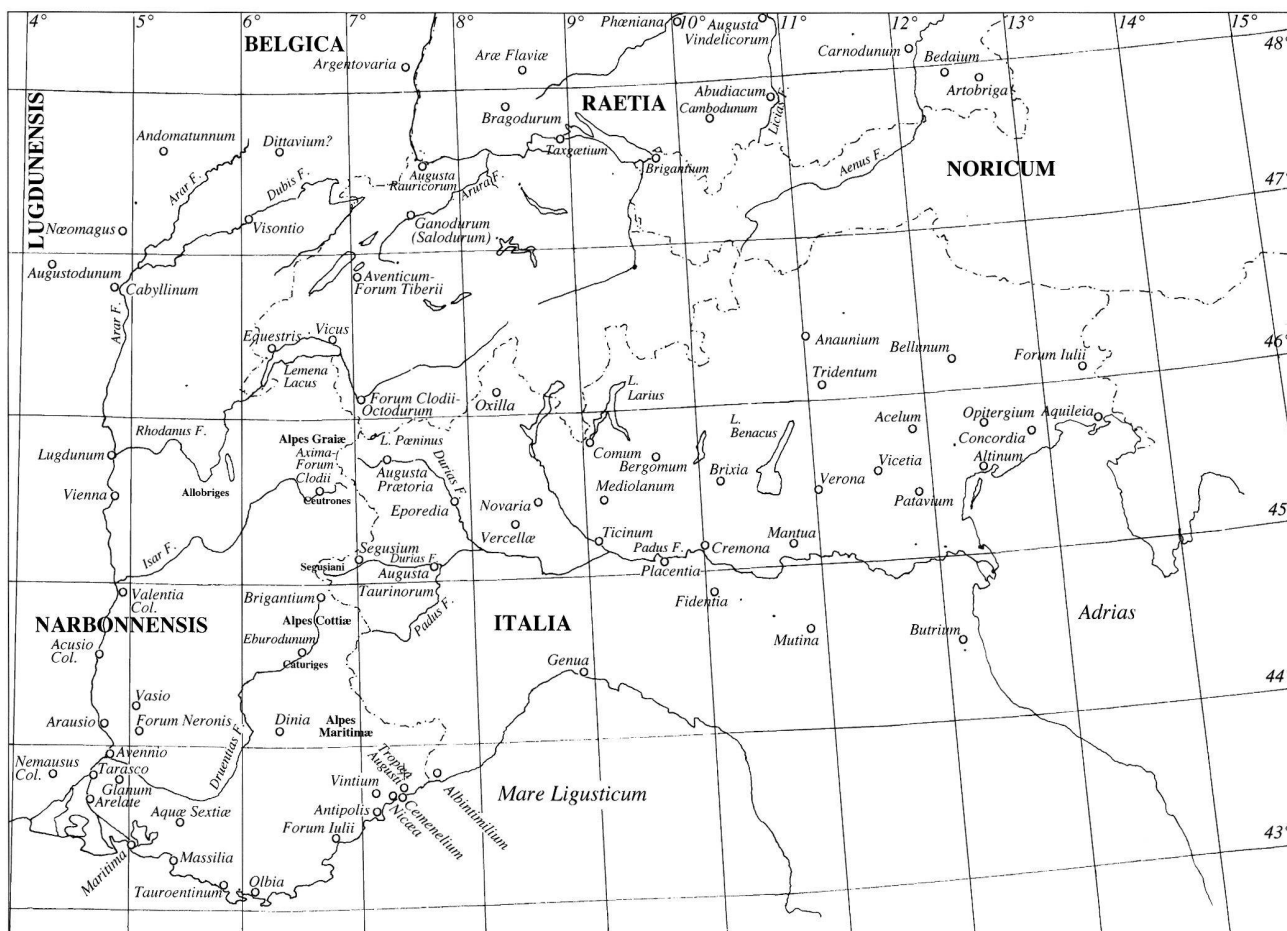 4° 5° 6° 7° 8° 9° 10° 11° 12° 13° 14° 15°
48°
47°
46°
45°
44
43°
BELGICA
LUGDUNENSIS
RAETIA
NORICUM
NARBONNENSIS
ITALIA
Adrias
Mare Ligusticum
Phæniana
Augusta
Vindelicorum
Carnodunum
Bedaium
Artobriga
Argentovaria
Aræ Flaviæ
Bragodurum
Abudiacum
Cambodunum
Licias F.
Andomatunnum
Dittavium?
Taxgætium
Brigantium
Aenus F.
Augusta
Rauricorum
Arura F.
Arar F.
Dubis F.
Næomagus
Visontio
Ganodurum
(Salodurum)
Augustodunum
Cabyllinum
Aventicum-
Forum Tiberii
Arar F.
Equestris
Vicus
Lemena
Lacus
Anaunium
Bellunum
Forum Iulii
Tridentum
Forum Clodii-
Octodurum
Oxilla
L.
Larius
Rhodanus F.
Alpes Graiæ
L. Pæninus
Axima-
Forum
Clodii
L.
Benacus
Acelum
Opitergium
Aquileia
Concordia
Altinum
Lugdunum
Allobriges
Augusta
Prætoria
Durias F.
Comum
Bergomum
Brixia
Vicetia
Vienna
Ceutrones
Eporedia
Novaria
Mediolanum
Verona
Patavium
Vercellæ
Isar F.
Segusium
Segusiani
Durias F.
Augusta
Taurinorum
Ticinum
Padus F.
Placentia
Cremona
Mantua
Valentia
Col.
Brigantium
Alpes Cottiæ
Padus F.
Fidentia
Mutina
Butrium
Eburodunum
Caturiges
Acusio
Col.
Genua
Vasio
Forum Neronis
Arausio
Dinia
Alpes
Maritimæ
Druentias F.
Avennio
Nemausus
Col.
Tarasco
Glanum
Arelate
Aquæ Sextiæ
Tropæa
Augusti
Vintium
Antipolis
Nicæa
Cemenelium
Albintimilium
Forum Iulii
Maritima
Massilia
Tauroentinum
Olbia